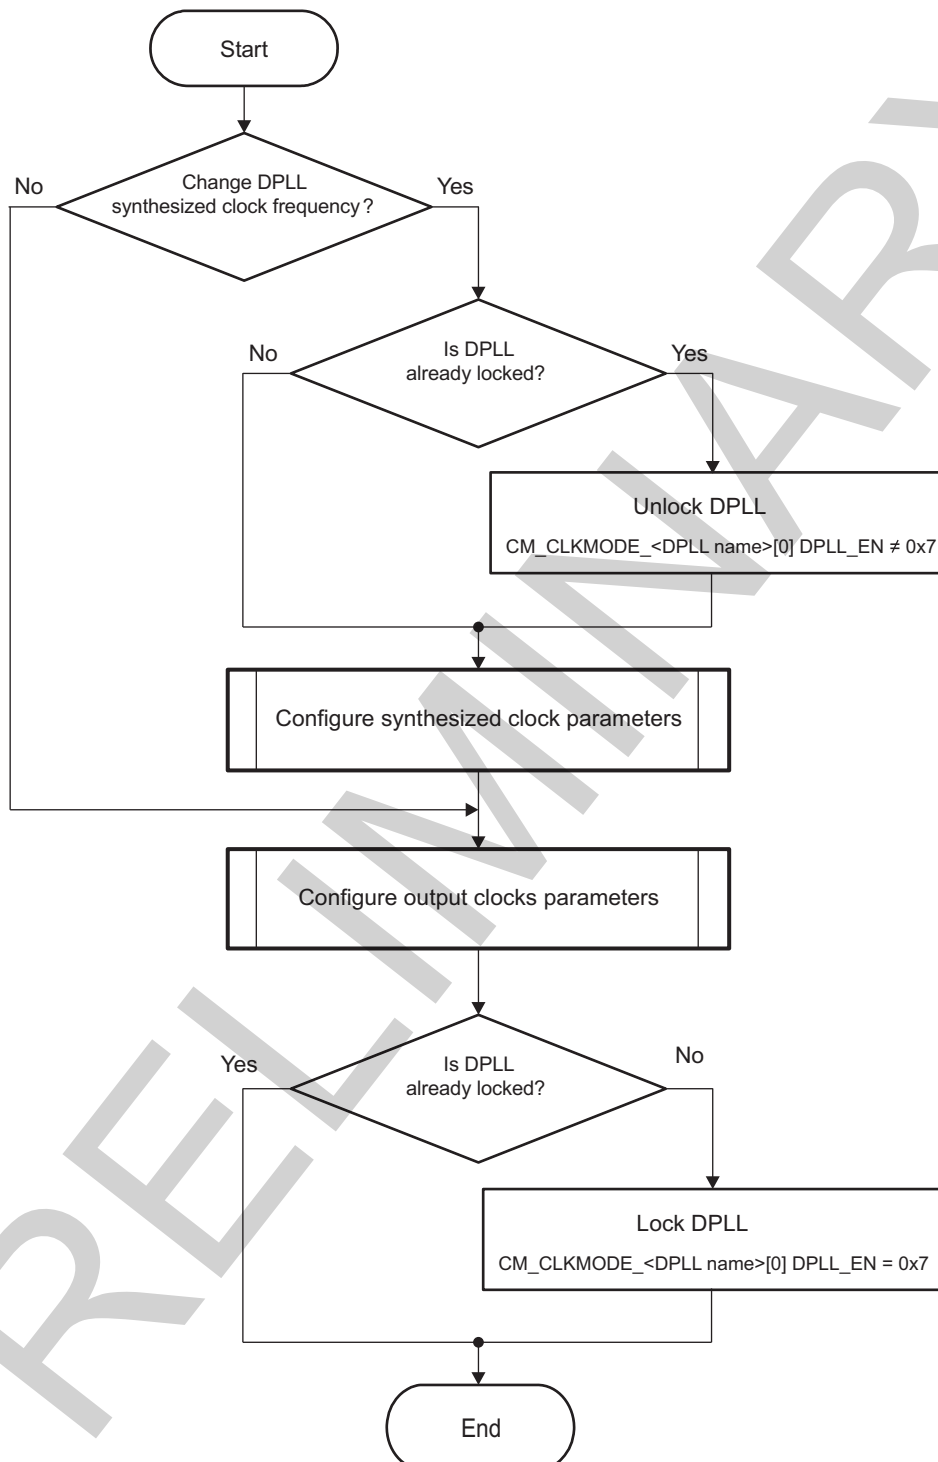 Start
Change DPLL
synthesized clock frequency?
No
Yes
Is DPLL
already locked?
No
Yes
Unlock DPLL
CM_CLKMODE_<DPLL name>[0] DPLL_EN ≠ 0x7
Configure synthesized clock parameters
Configure output clocks parameters
Is DPLL
already locked?
Yes
No
Lock DPLL
CM_CLKMODE_<DPLL name>[0] DPLL_EN = 0x7
End
RELIMINARY